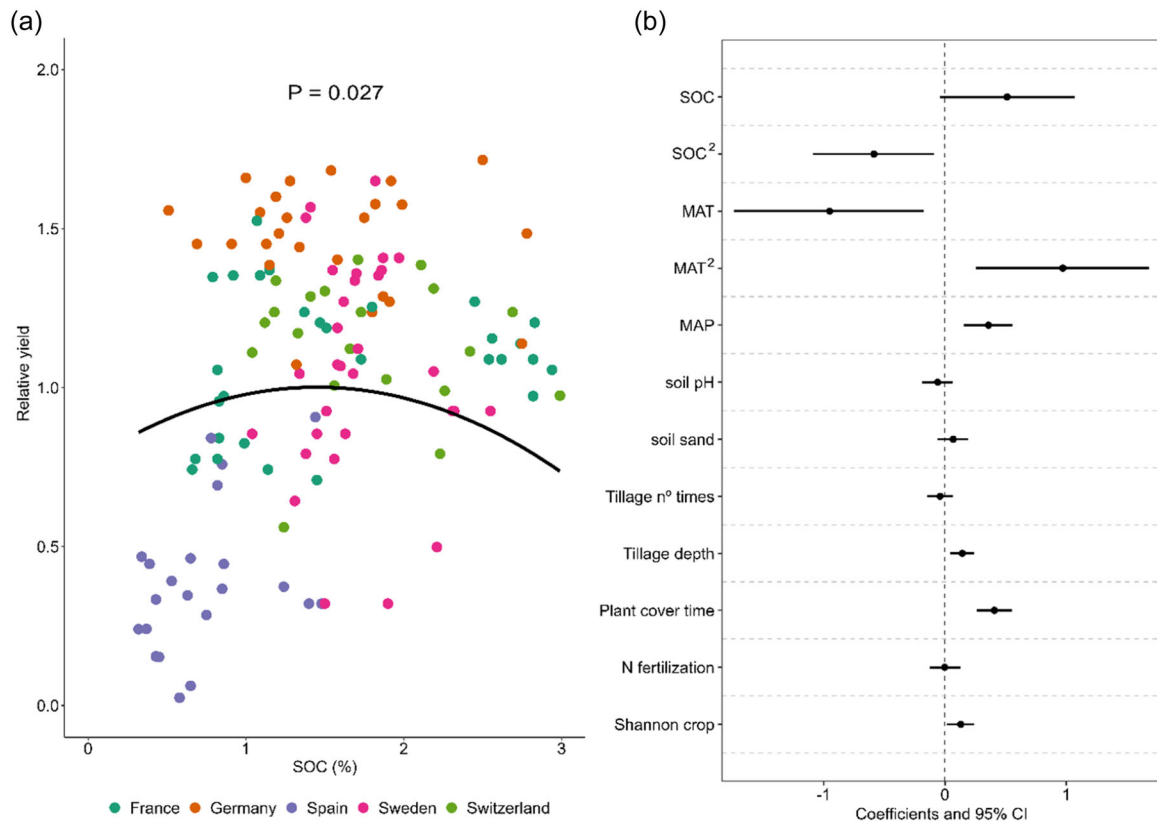 (a)
2.0
1.5
1.0
0.5
0.0
Relative yield
P = 0.027
0 1 2 3
SOC (%)
France Germany Spain Sweden Switzerland
(b)
SOC
SOC²
MAT
MAT²
MAP
soil pH
soil sand
Tillage nº times
Tillage depth
Plant cover time
N fertilization
Shannon crop
-1 0 1
Coefficients and 95% CI